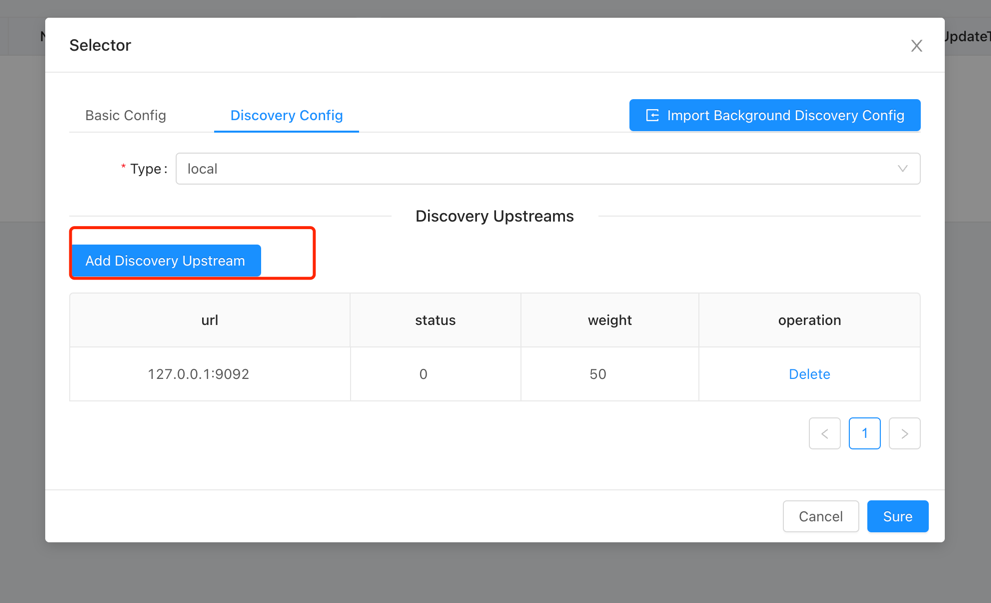 Selector
UpdateT
Basic Config
Discovery Config
Import Background Discovery Config
* Type :
local
Discovery Upstreams
Add Discovery Upstream
url status weight operation
127.0.0.1:9092 0 50 Delete
< 1 >
Cancel
Sure